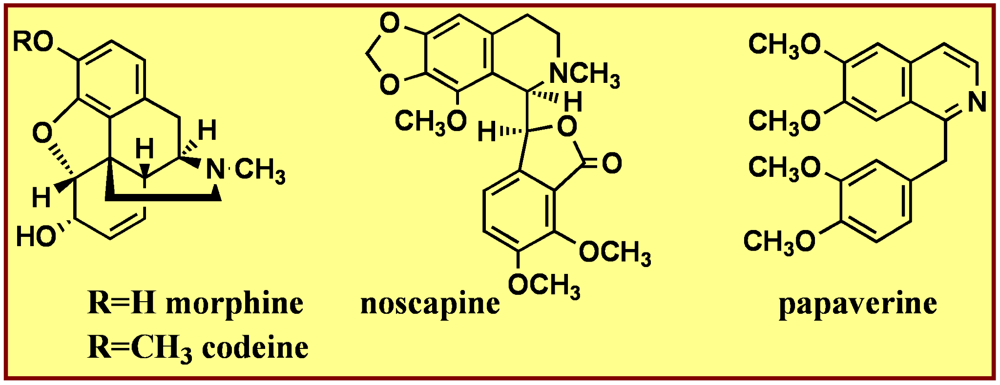 RO
O
H
H
H
N
CH3
HO
O
O
NCH3
H
CH3O
H
O
O
OCH3
OCH3
CH3O
N
CH3O
CH3O
CH3O
R=H morphine
noscapine
papaverine
R=CH3 codeine